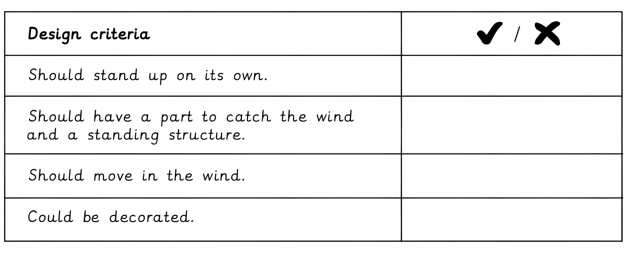 Design criteria ✔ / ✘
Should stand up on its own.
Should have a part to catch the wind
and a standing structure.
Should move in the wind.
Could be decorated.